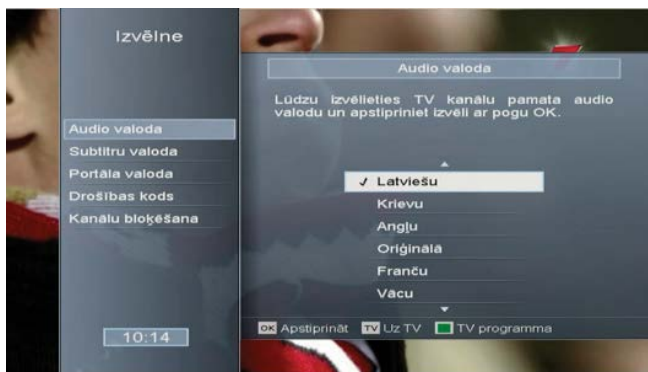 Izvēlne
Audio valoda
Subtitru valoda
Portāla valoda
Drošības kods
Kanālu bloķēšana
10:14
Audio valoda
Lūdzu izvēlieties TV kanālu pamata audio
valodu un apstipriniet izvēli ar pogu OK.
✓ Latviešu
Krievu
Angļu
Oriģinālā
Franču
Vācu
OK Apstiprināt TV Uz TV TV programma